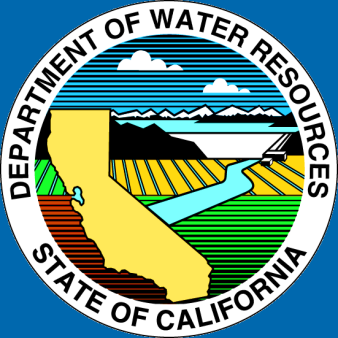 DEPARTMENT OF WATER RESOURCES
STATE OF CALIFORNIA